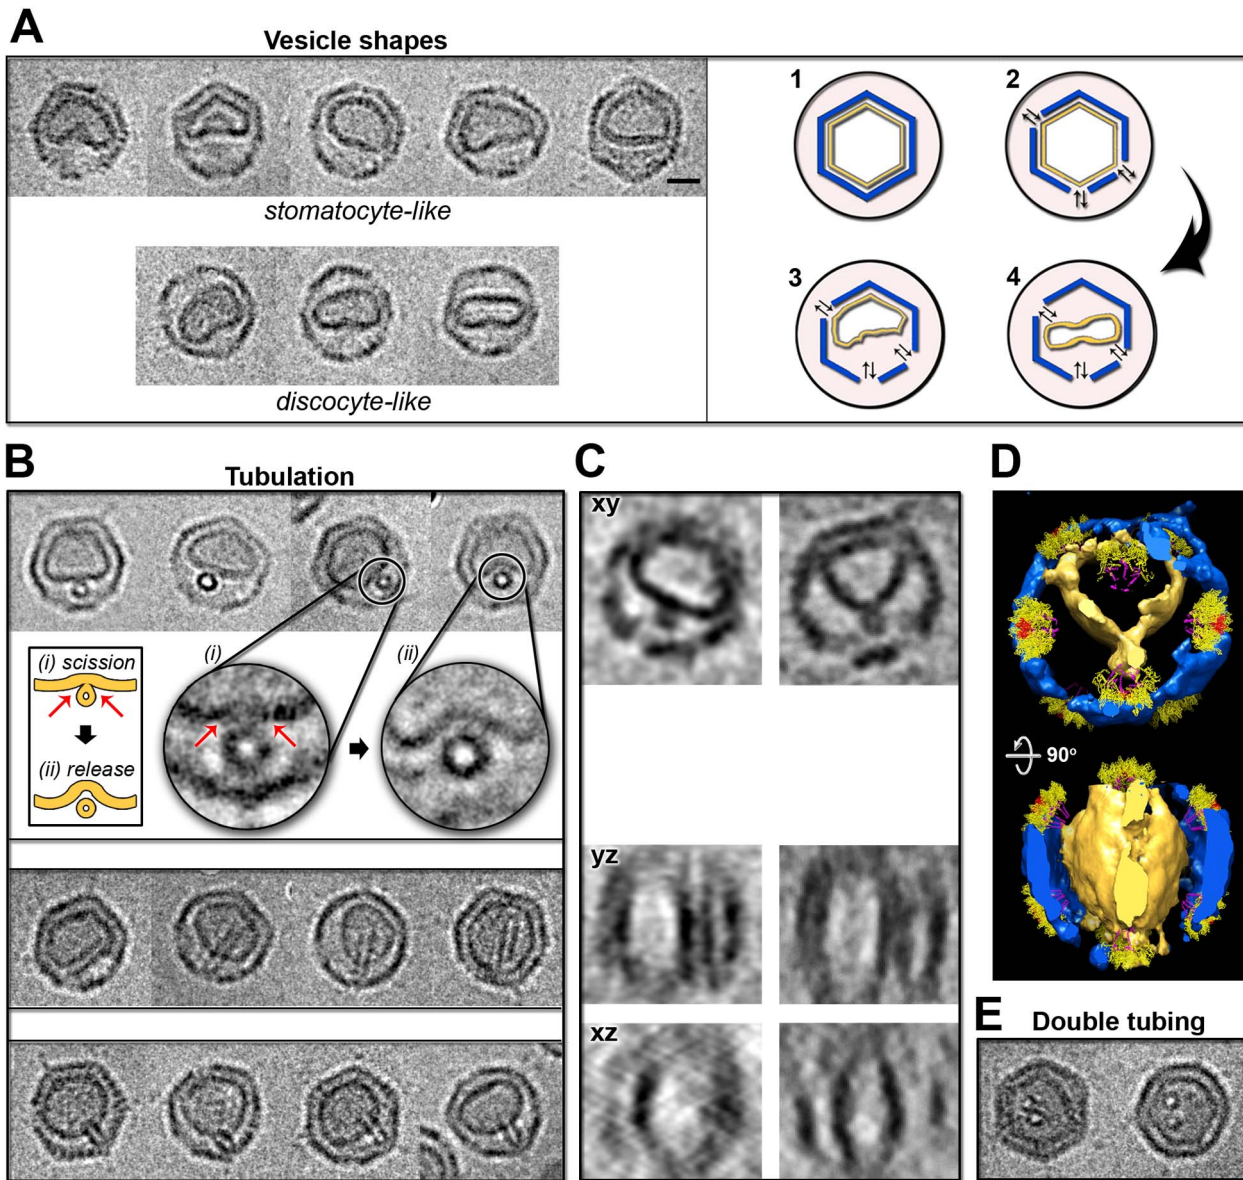 A
Vesicle shapes
stomatocyte-like
discocyte-like
1
2
3
4
B
Tubulation
(i) scission
(ii) release
(i)
(ii)
C
xy
yz
xz
D
90°
E
Double tubing